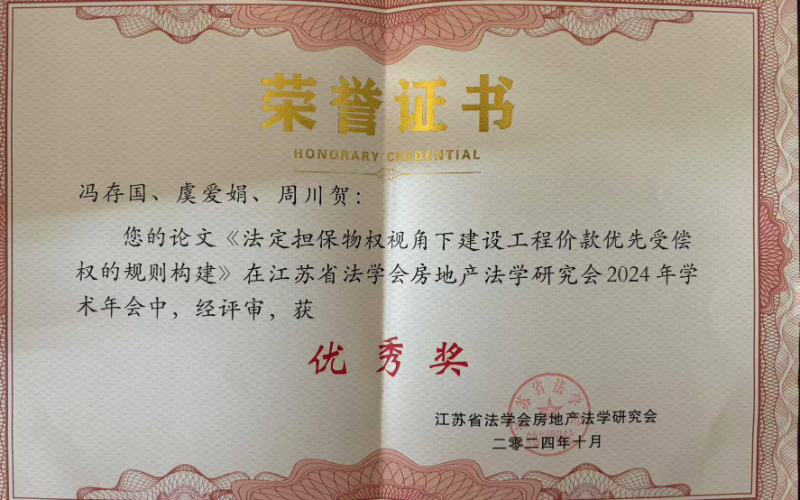 荣誉证书
HONORARY CREDENTIAL
冯存国、虞爱娟、周川贺：
您的论文《法定担保物权视角下建设工程价款优先受偿
权的规则构建》在江苏省法学会房地产法学研究会2024年学
术年会中，经评审，获
优秀奖
江苏省法学会房地产法学研究会
二〇二四年十月